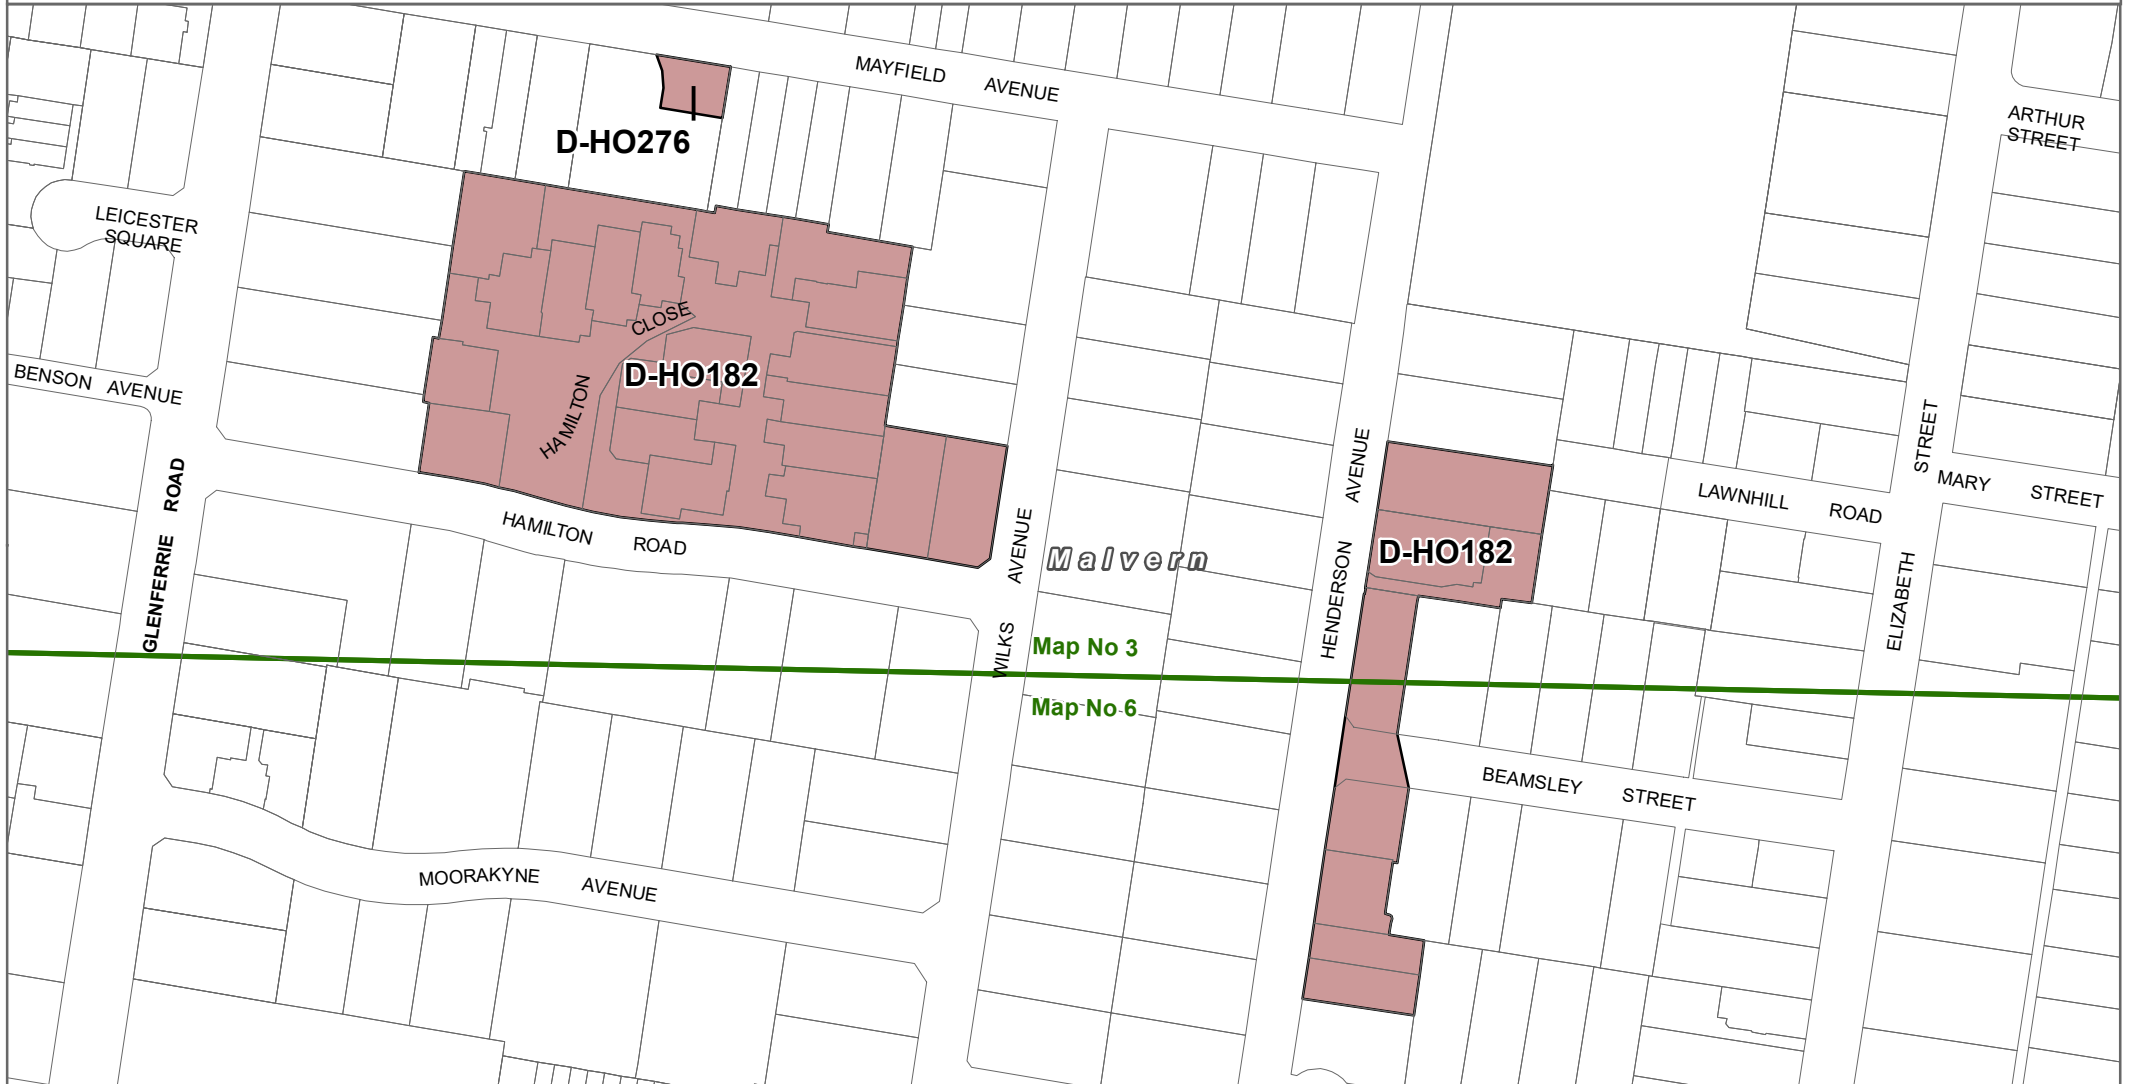 MAYFIELD AVENUE
ARTHUR
STREET
D-HO276
LEICESTER
SQUARE
CLOSE
D-HO182
BENSON AVENUE
HAMILTON
STREET
AVENUE
GLENFERRIE ROAD
MARY STREET
LAWNHILL ROAD
HAMILTON ROAD
AVENUE
Malvern
D-HO182
HENDERSON
ELIZABETH
WILKS
Map No 3
Map No 6
BEAMSLEY STREET
MOORAKYNE AVENUE